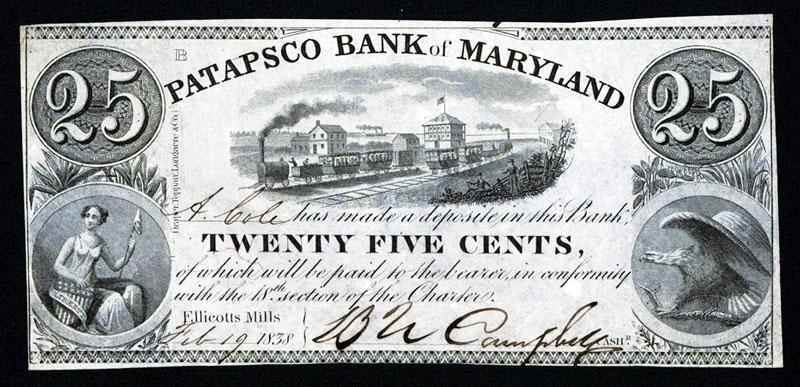 25
B
PATAPSCO BANK of MARYLAND
25
Draper, Toppan, Longacre & Co.
A. Cole has made a deposite in this Bank,
TWENTY FIVE CENTS,
of which will be paid to the bearer, in conformity
with the 18th section of the Charter.
Ellicotts Mills
Feb 19 1838
B N Campbell CASHr